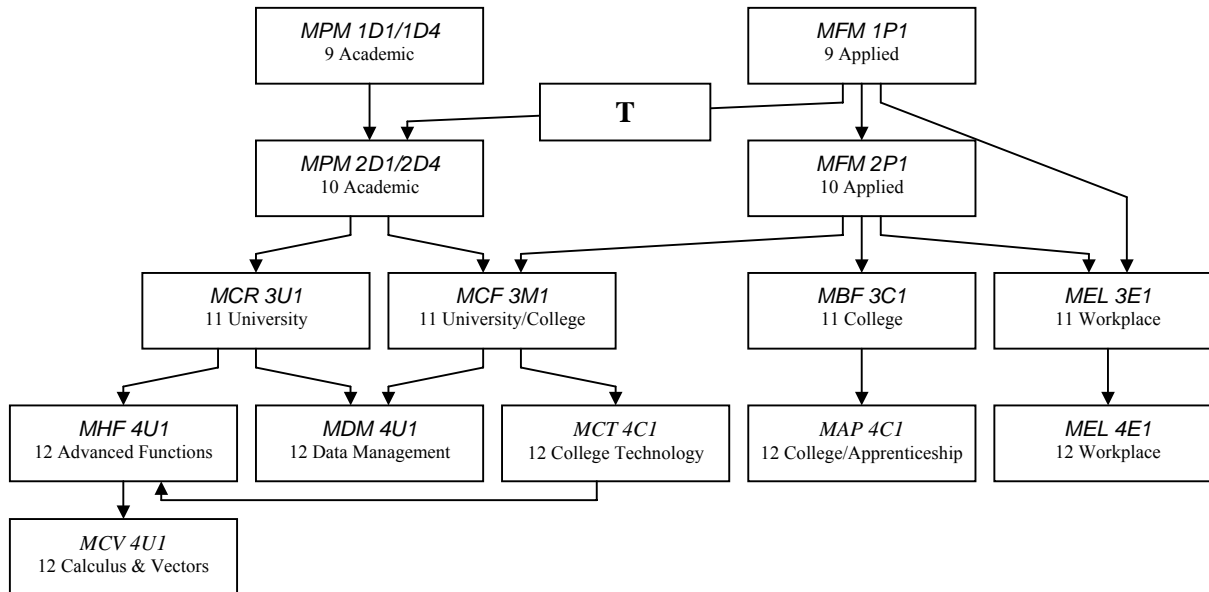 MPM 1D1/1D4
9 Academic
MFM 1P1
9 Applied
T
MPM 2D1/2D4
10 Academic
MFM 2P1
10 Applied
MCR 3U1
11 University
MCF 3M1
11 University/College
MBF 3C1
11 College
MEL 3E1
11 Workplace
MHF 4U1
12 Advanced Functions
MDM 4U1
12 Data Management
MCT 4C1
12 College Technology
MAP 4C1
12 College/Apprenticeship
MEL 4E1
12 Workplace
MCV 4U1
12 Calculus & Vectors